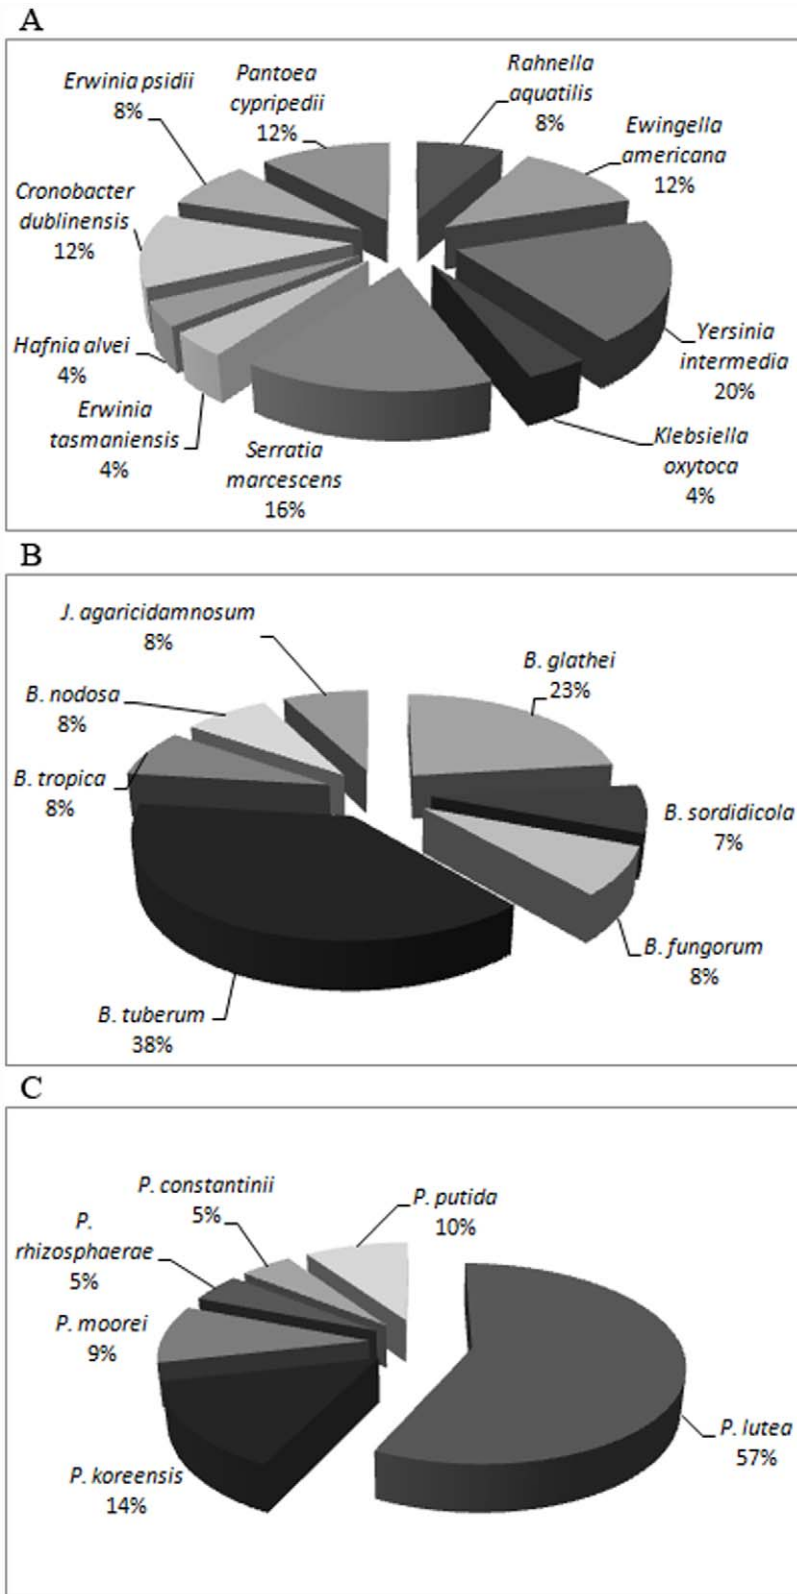 A
Erwinia psidii
8%
Pantoea
cypripedii
12%
Rahnella
aquatilis
8%
Ewingella
americana
12%
Cronobacter
dublinensis
12%
Yersinia
intermedia
20%
Hafnia alvei
4%
Erwinia
tasmaniensis
4%
Serratia
marcescens
16%
Klebsiella
oxytoca
4%
B
J. agaricidamnosum
8%
B. glathei
23%
B. nodosa
8%
B. tropica
8%
B. sordidicola
7%
B. fungorum
8%
B. tuberum
38%
C
P. constantinii
5%
P. putida
10%
P.
rhizosphaerae
5%
P. moorei
9%
P. lutea
57%
P. koreensis
14%